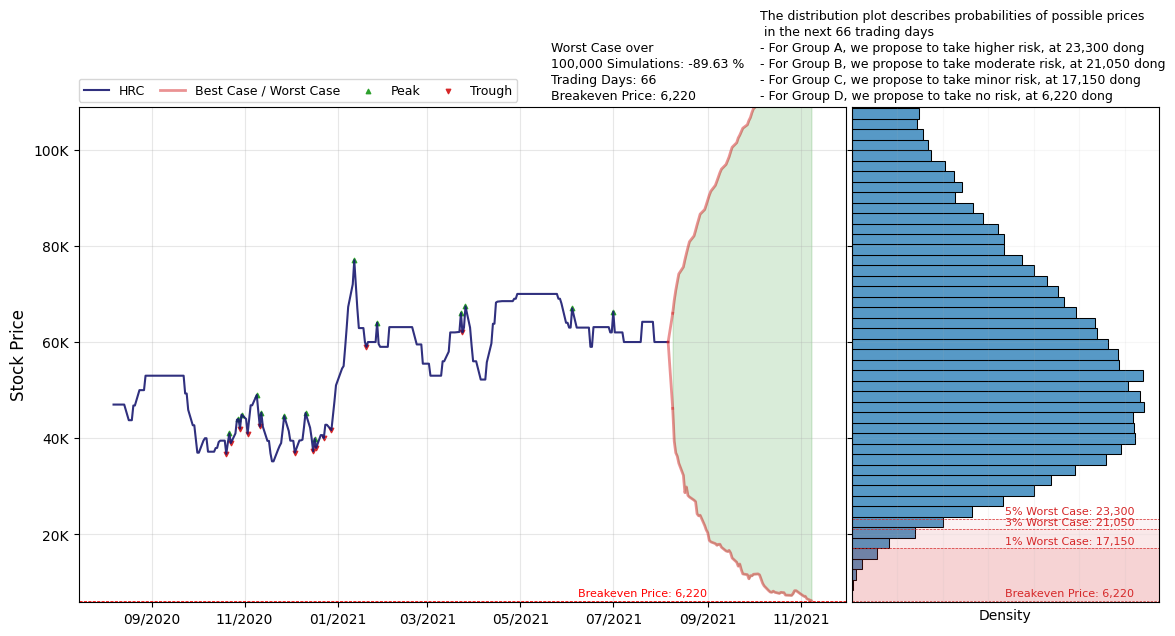 The distribution plot describes probabilities of possible prices
in the next 66 trading days
- For Group A, we propose to take higher risk, at 23,300 dong
- For Group B, we propose to take moderate risk, at 21,050 dong
- For Group C, we propose to take minor risk, at 17,150 dong
- For Group D, we propose to take no risk, at 6,220 dong
Worst Case over
100,000 Simulations: -89.63 %
Trading Days: 66
Breakeven Price: 6,220
HRC
Best Case / Worst Case
Peak
Trough
Stock Price
100K
80K
60K
40K
20K
Breakeven Price: 6,220
09/2020
11/2020
01/2021
03/2021
05/2021
07/2021
09/2021
11/2021
5% Worst Case: 23,300
3% Worst Case: 21,050
1% Worst Case: 17,150
Breakeven Price: 6,220
Density